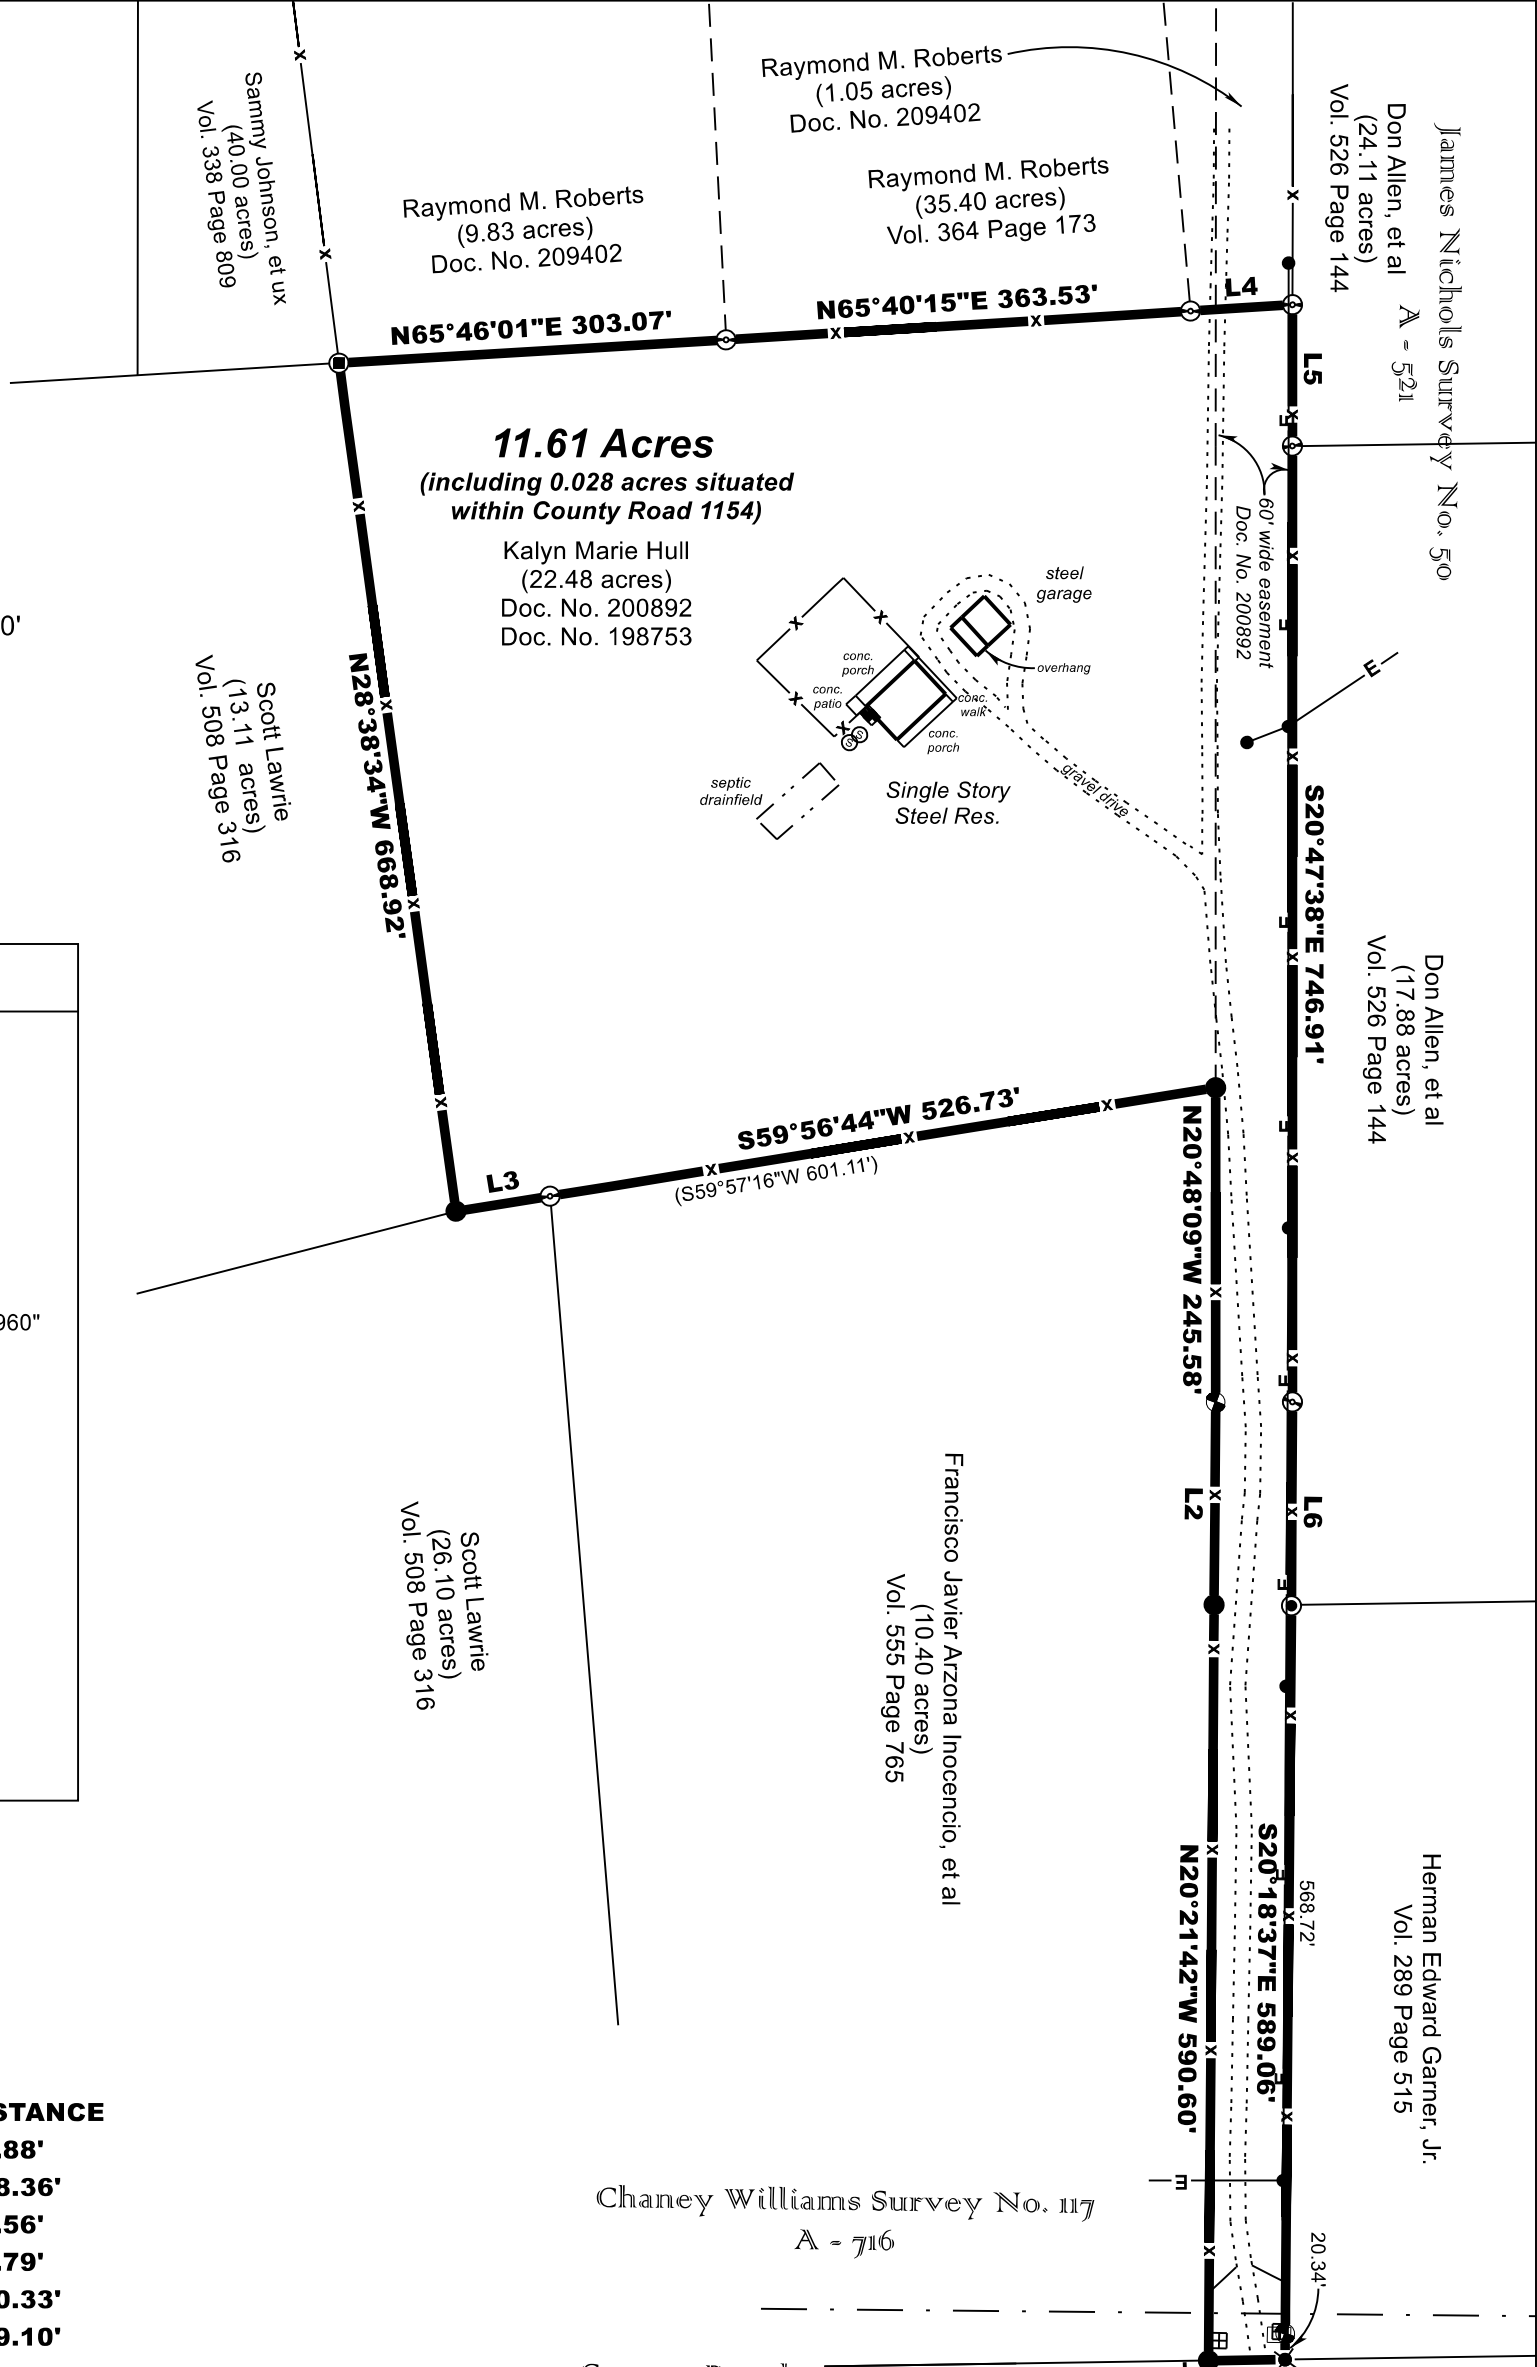 Raymond M. Roberts
(1.05 acres)
Doc. No. 209402
Sammy Johnson, et ux
(40.00 acres)
Vol. 338 Page 809
Raymond M. Roberts
(9.83 acres)
Doc. No. 209402
Raymond M. Roberts
(35.40 acres)
Vol. 364 Page 173
Don Allen, et al
(24.11 acres)
Vol. 526 Page 144
James Nichols Survey No. 50
A - 521
N65°46'01"E 303.07'
N65°40'15"E 363.53'
L4
L5
11.61 Acres
(including 0.028 acres situated
within County Road 1154)
Kalyn Marie Hull
(22.48 acres)
Doc. No. 200892
Doc. No. 198753
60' wide easement
Doc. No. 200892
steel
garage
overhang
conc.
porch
conc.
patio
conc.
walk
conc.
porch
S
S
septic
drainfield
Single Story
Steel Res.
gravel drive
E
0'
Scott Lawrie
(13.11 acres)
Vol. 508 Page 316
N28°38'34"W 668.92'
S20°47'38"E 746.91'
Don Allen, et al
(17.88 acres)
Vol. 526 Page 144
L3
S59°56'44"W 526.73'
(S59°57'16"W 601.11')
N20°48'09"W 245.58'
960"
L2
L6
Scott Lawrie
(26.10 acres)
Vol. 508 Page 316
Francisco Javier Arzona Inocencio, et al
(10.40 acres)
Vol. 555 Page 765
N20°21'42"W 590.60'
S20°18'37"E 589.06'
568.72'
Herman Edward Garner, Jr.
Vol. 289 Page 515
STANCE
.88'
8.36'
.56'
.79'
0.33'
9.10'
E
Chaney Williams Survey No. 117
A - 716
20.34'